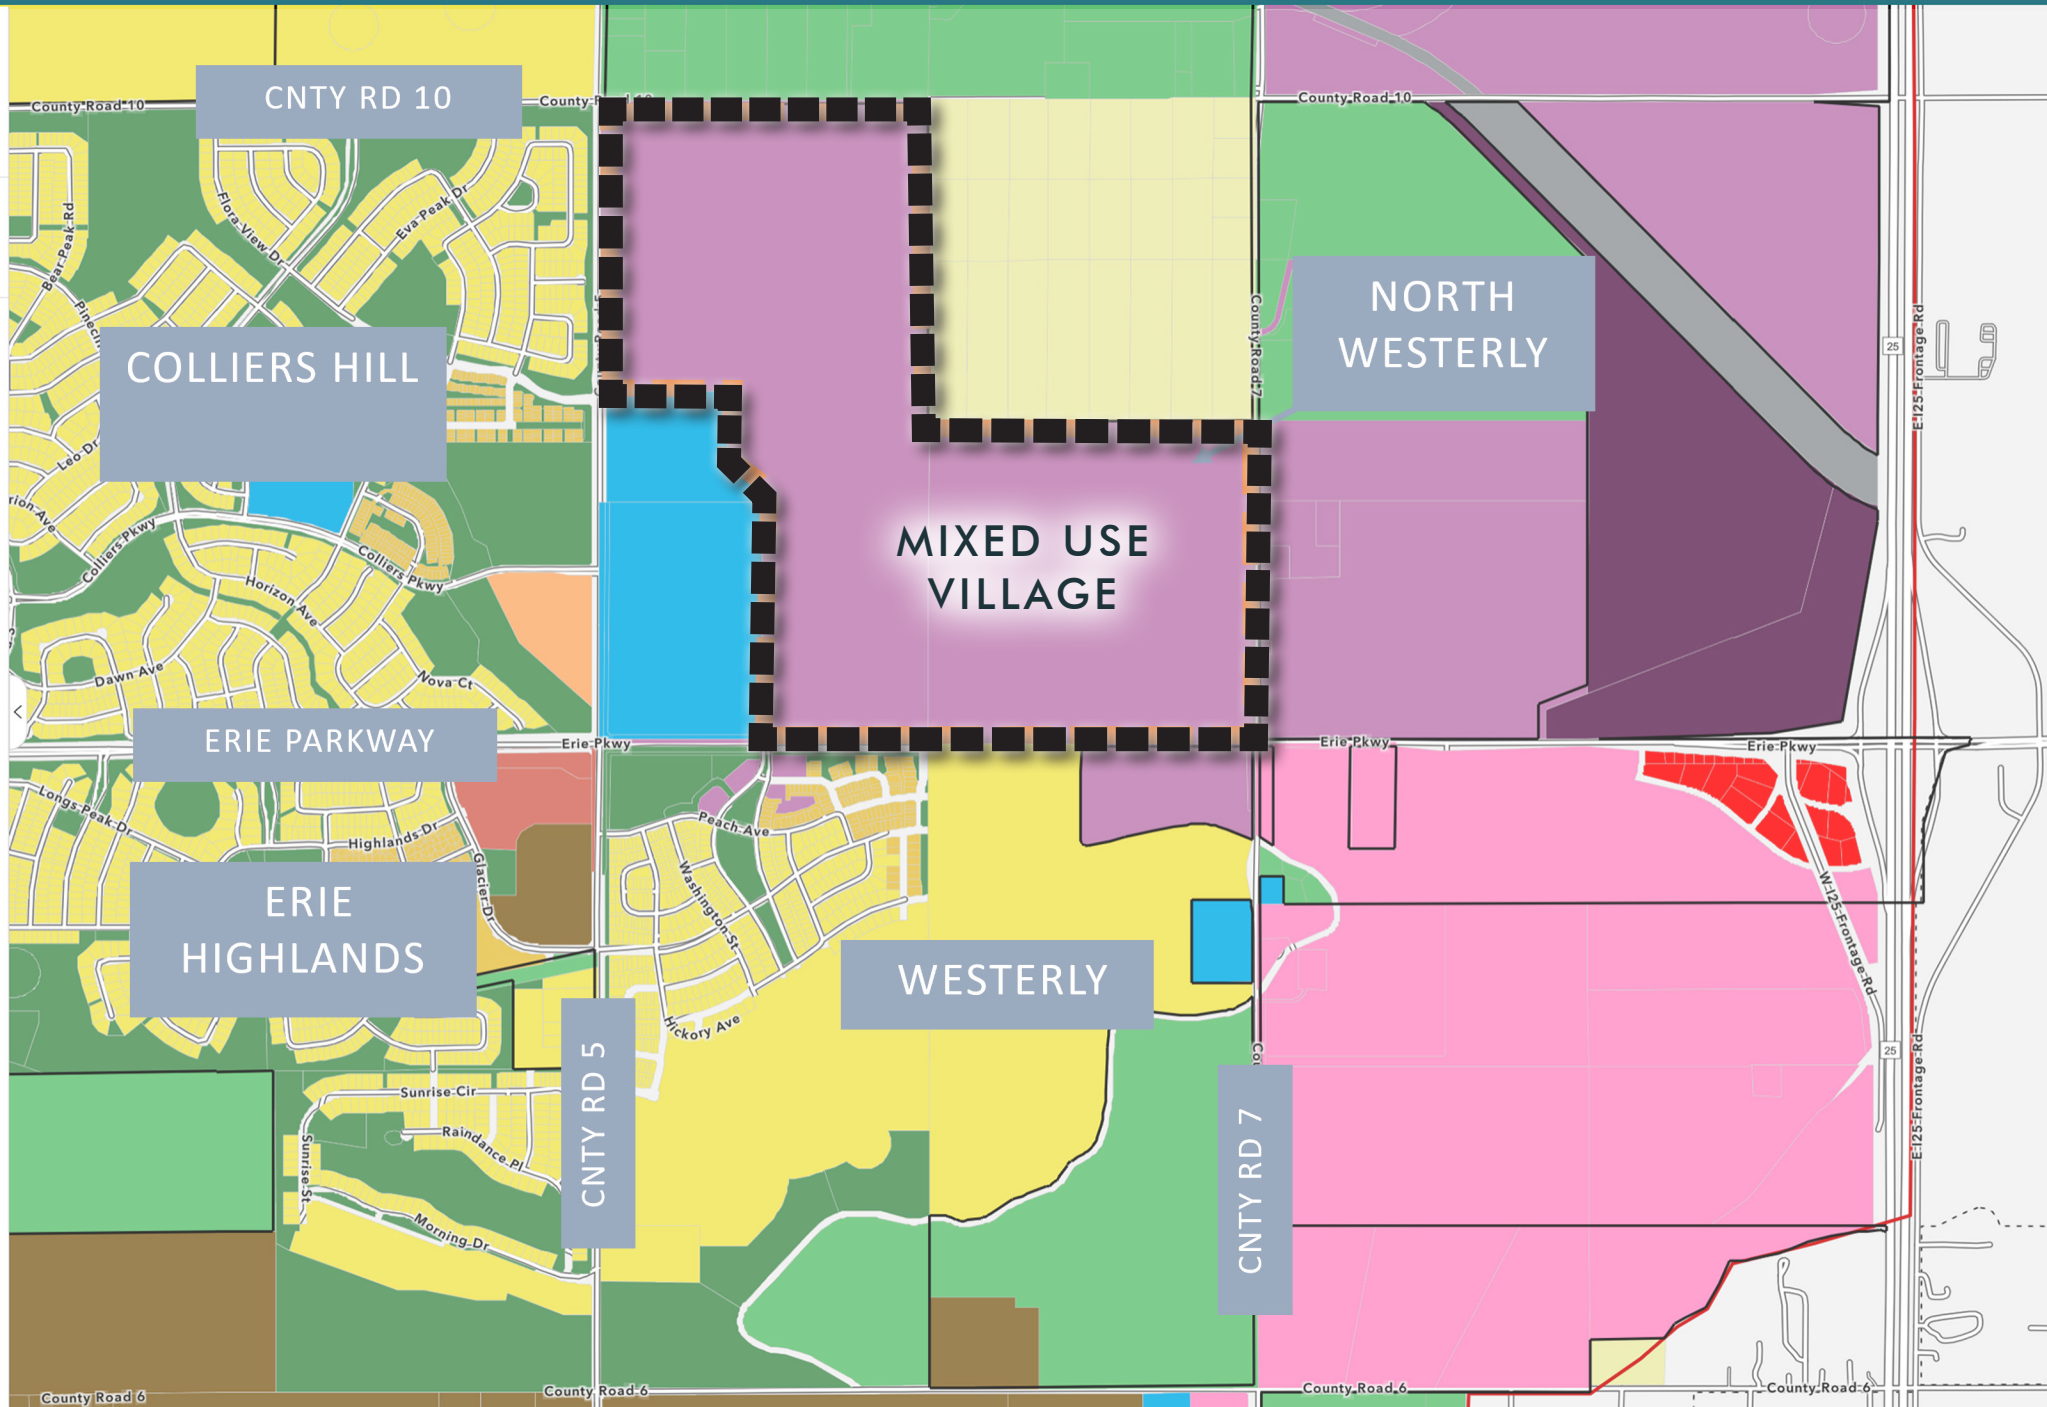 CNTY RD 10
County Road 10
County Road 10
Bear Peak Rd
Flora View Dr
Eva Peak Dr
County Road 7
NORTH
WESTERLY
E I25 Frontage Rd
25
COLLIERS HILL
Leo Dr
Colliers Pkwy
Colliers Pkwy
MIXED USE
VILLAGE
Horizon Ave
Dawn Ave
Nova Ct
ERIE PARKWAY
Erie Pkwy
Erie Pkwy
Erie Pkwy
Longs Peak Dr
Highlands Dr
Glacier Dr
Peach Ave
Washington St
W I25 Frontage Rd
ERIE
HIGHLANDS
WESTERLY
Hickory Ave
CNTY RD 5
25
E I25 Frontage Rd
Sunrise Cir
Raindance Pl
Sunrise St
Morning Dr
CNTY RD 7
County Road 6
County Road 6
County Road 6
County Road 6